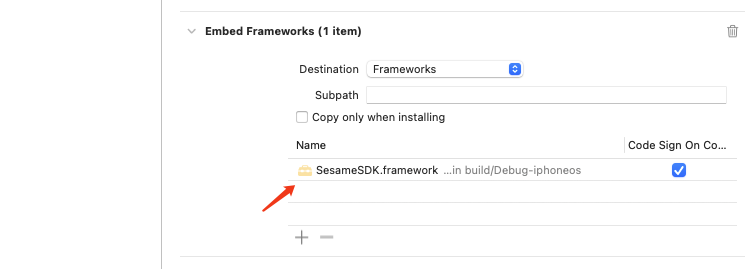 Embed Frameworks (1 item)
Destination Frameworks
Subpath
Copy only when installing
Name Code Sign On Co...
SesameSDK.framework ...in build/Debug-iphoneos